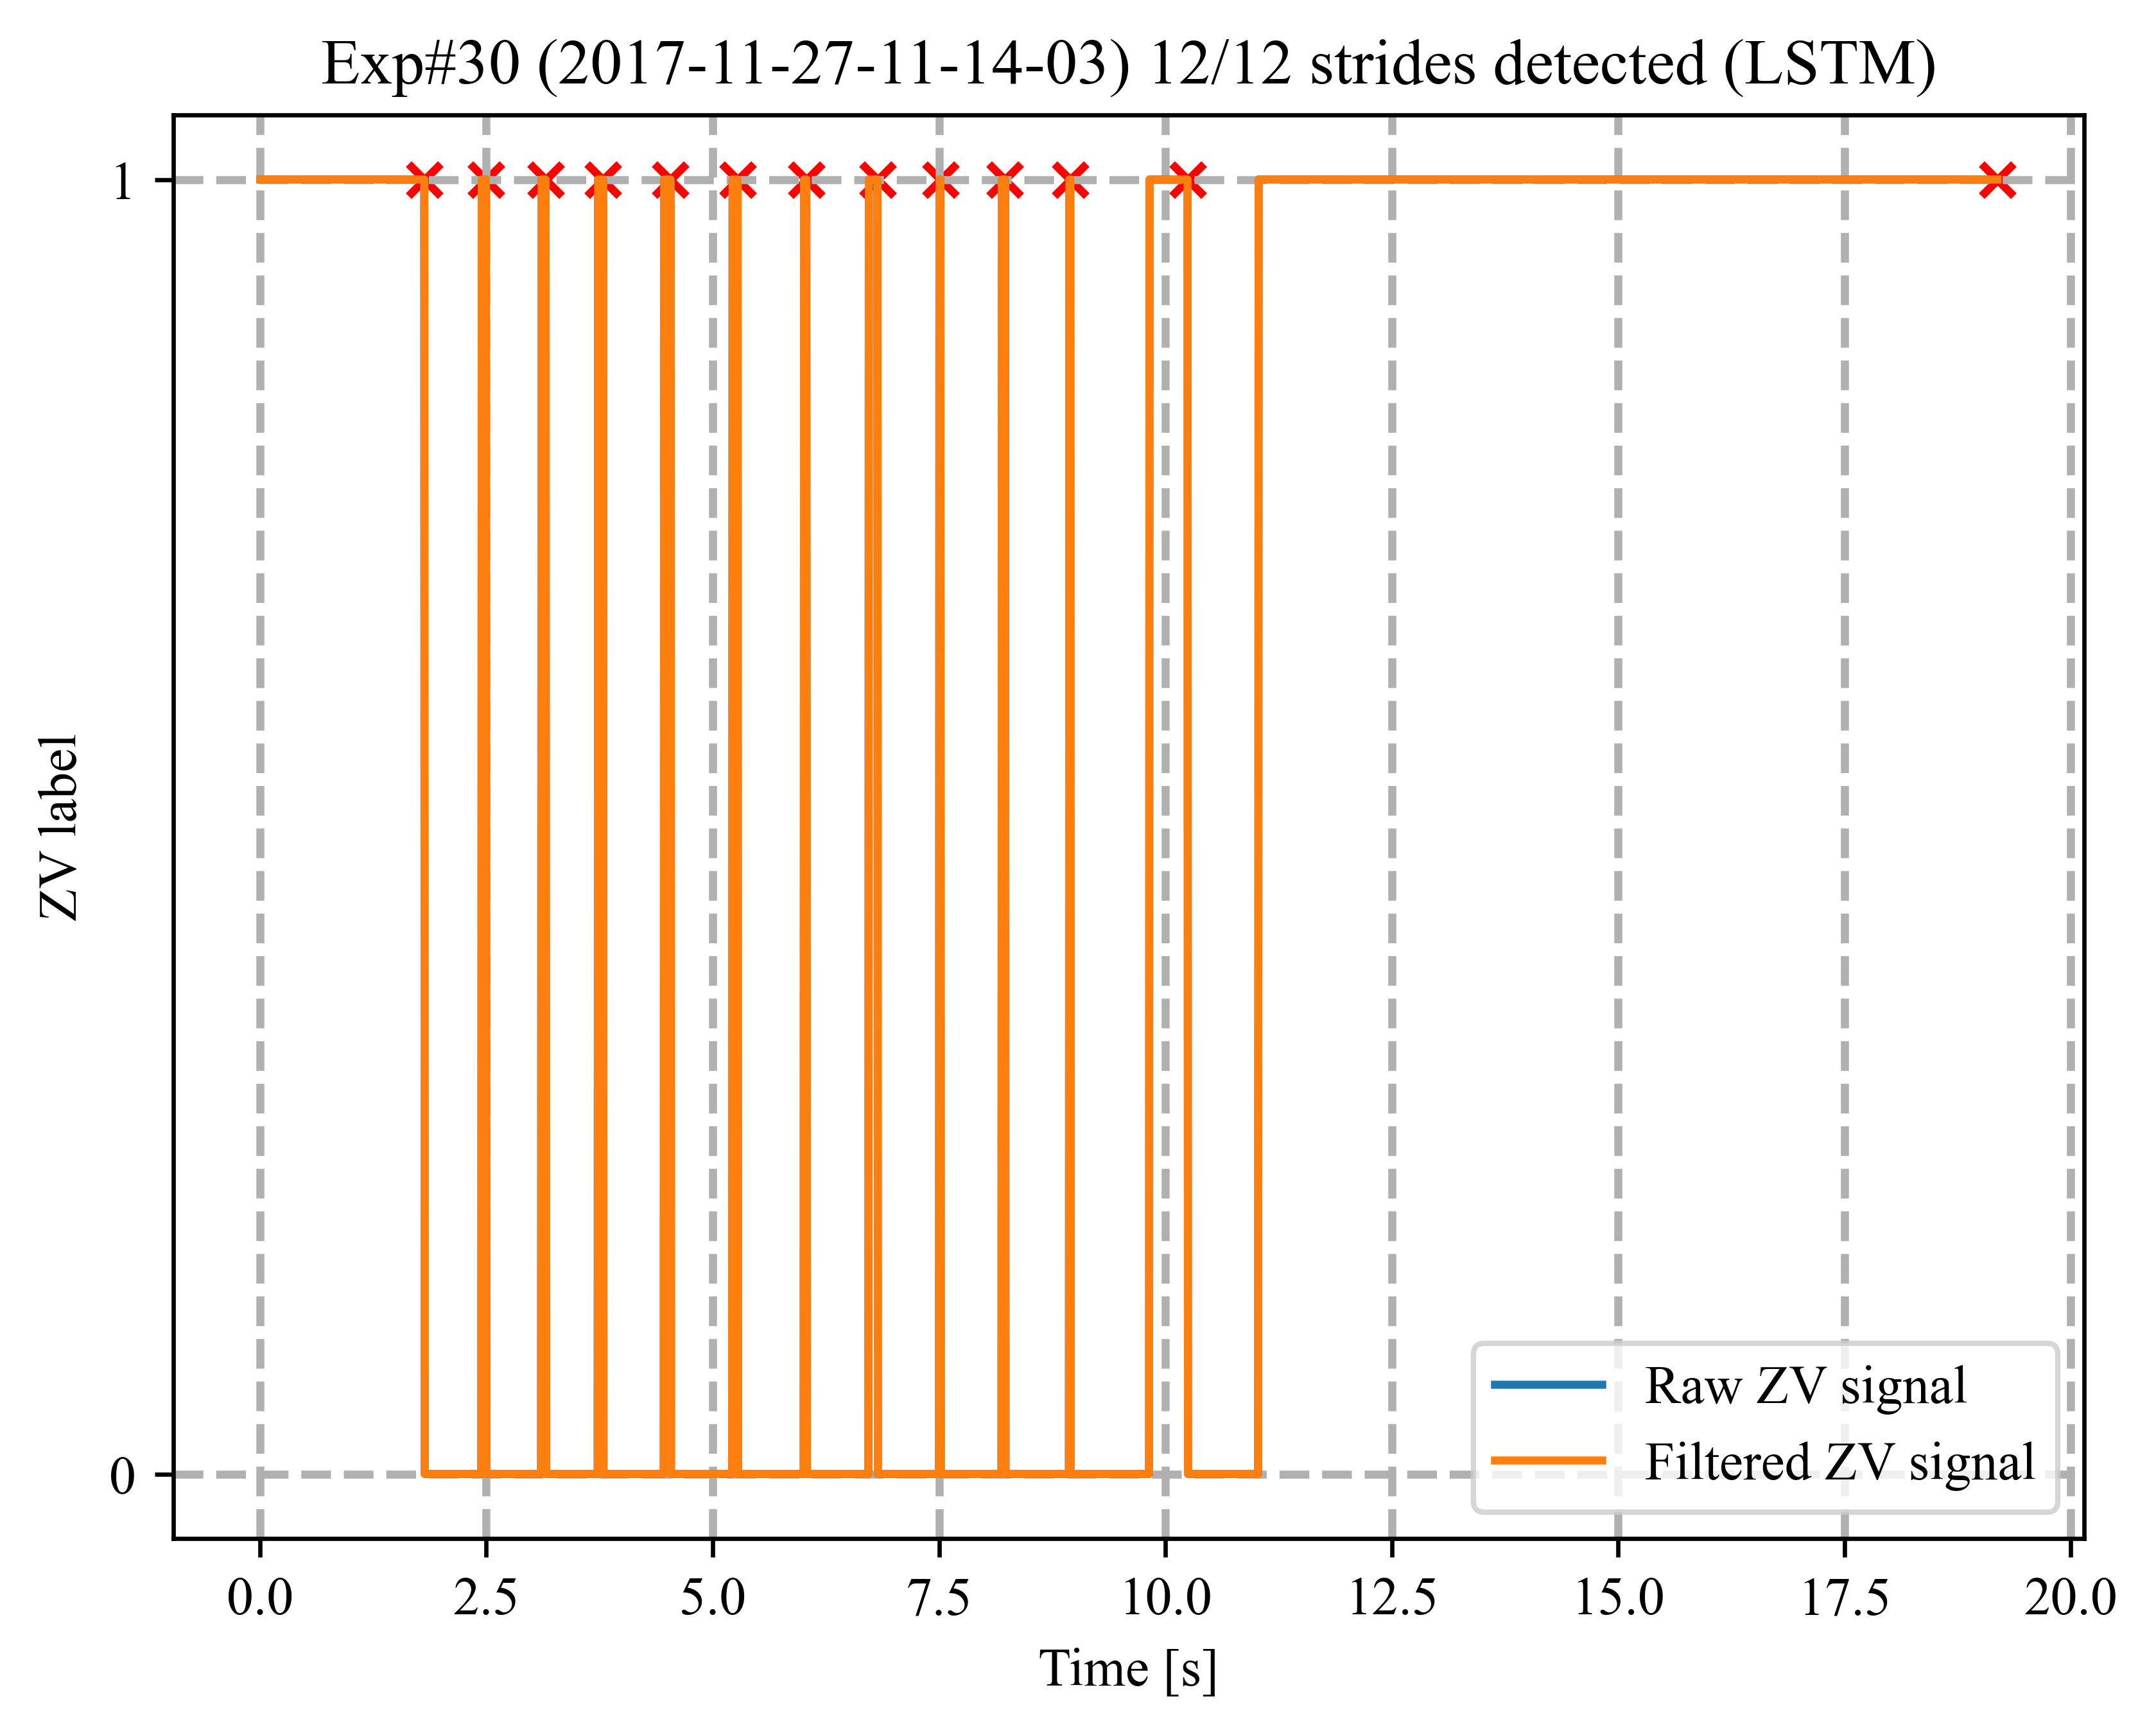 Exp#30 (2017-11-27-11-14-03) 12/12 strides detected (LSTM)
1
ZV label
0
Raw ZV signal
Filtered ZV signal
0.0 2.5 5.0 7.5 10.0 12.5 15.0 17.5 20.0
Time [s]